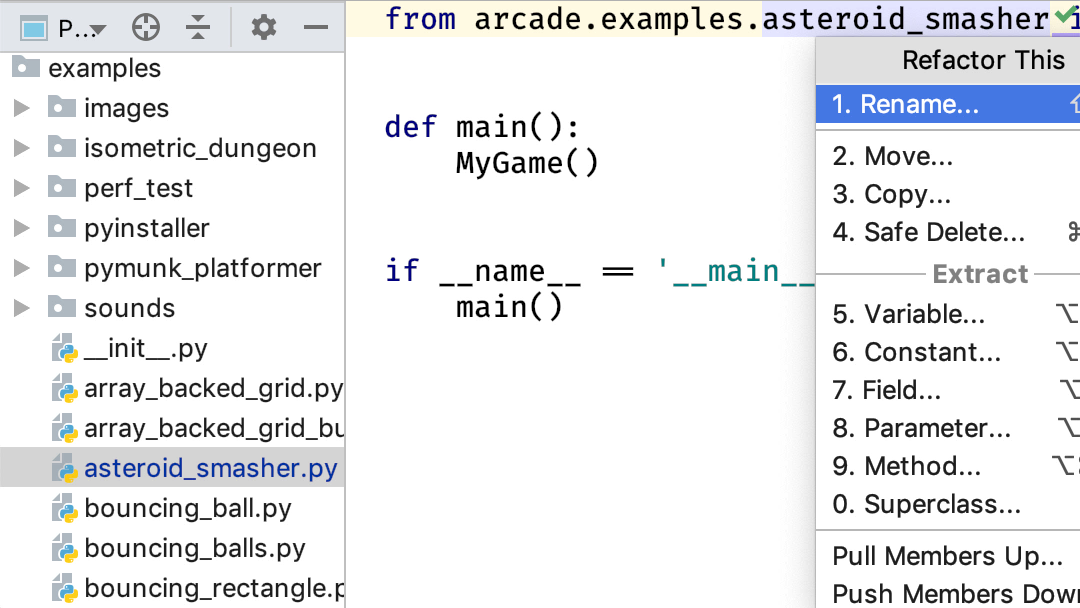 P...
examples
images
isometric_dungeon
perf_test
pyinstaller
pymunk_platformer
sounds
__init__.py
array_backed_grid.py
array_backed_grid_bu
asteroid_smasher.py
bouncing_ball.py
bouncing_balls.py
bouncing_rectangle.p
from arcade.examples.asteroid_smasher i
def main():
MyGame()
if __name__ == '__main__
main()
Refactor This
1. Rename...
2. Move...
3. Copy...
4. Safe Delete... ⌘
Extract
5. Variable... ⌥
6. Constant... ⌥
7. Field... ⌥
8. Parameter... ⌥
9. Method... ⌥
0. Superclass...
Pull Members Up...
Push Members Down